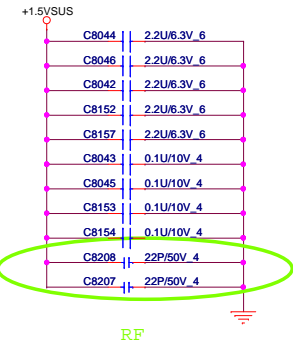 +1.5VSUS
C8044 2.2U/6.3V_6
C8046 2.2U/6.3V_6
C8042 2.2U/6.3V_6
C8152 2.2U/6.3V_6
C8157 2.2U/6.3V_6
C8043 0.1U/10V_4
C8045 0.1U/10V_4
C8153 0.1U/10V_4
C8154 0.1U/10V_4
C8208 22P/50V_4
C8207 22P/50V_4
RF